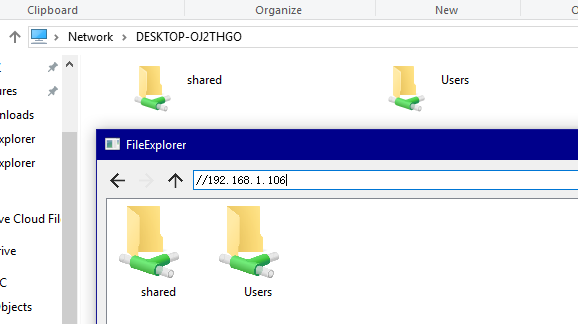 Clipboard Organize New
Network DESKTOP-OJ2THGO
shared Users
ures
nloads
xplorer
xplorer
FileExplorer
//192.168.1.106
ve Cloud Fil
rive
C
Objects
shared Users